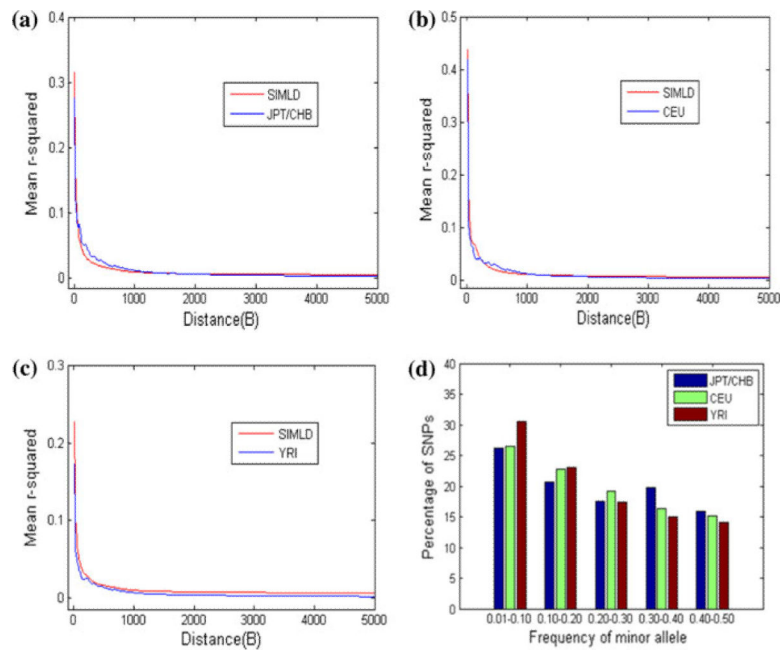 (a)
0.4
0.3
0.2
0.1
0
Mean r-squared
SIMLD
JPT/CHB
0 1000 2000 3000 4000 5000
Distance(B)
(b)
0.5
0.4
0.3
0.2
0.1
0
Mean r-squared
SIMLD
CEU
0 1000 2000 3000 4000 5000
Distance(B)
(c)
0.3
0.2
0.1
0
Mean r-squared
SIMLD
YRI
0 1000 2000 3000 4000 5000
Distance(B)
(d)
40
35
30
25
20
15
10
5
0
Percentage of SNPs
JPT/CHB
CEU
YRI
0.01-0.10 0.10-0.20 0.20-0.30 0.30-0.40 0.40-0.50
Frequency of minor allele